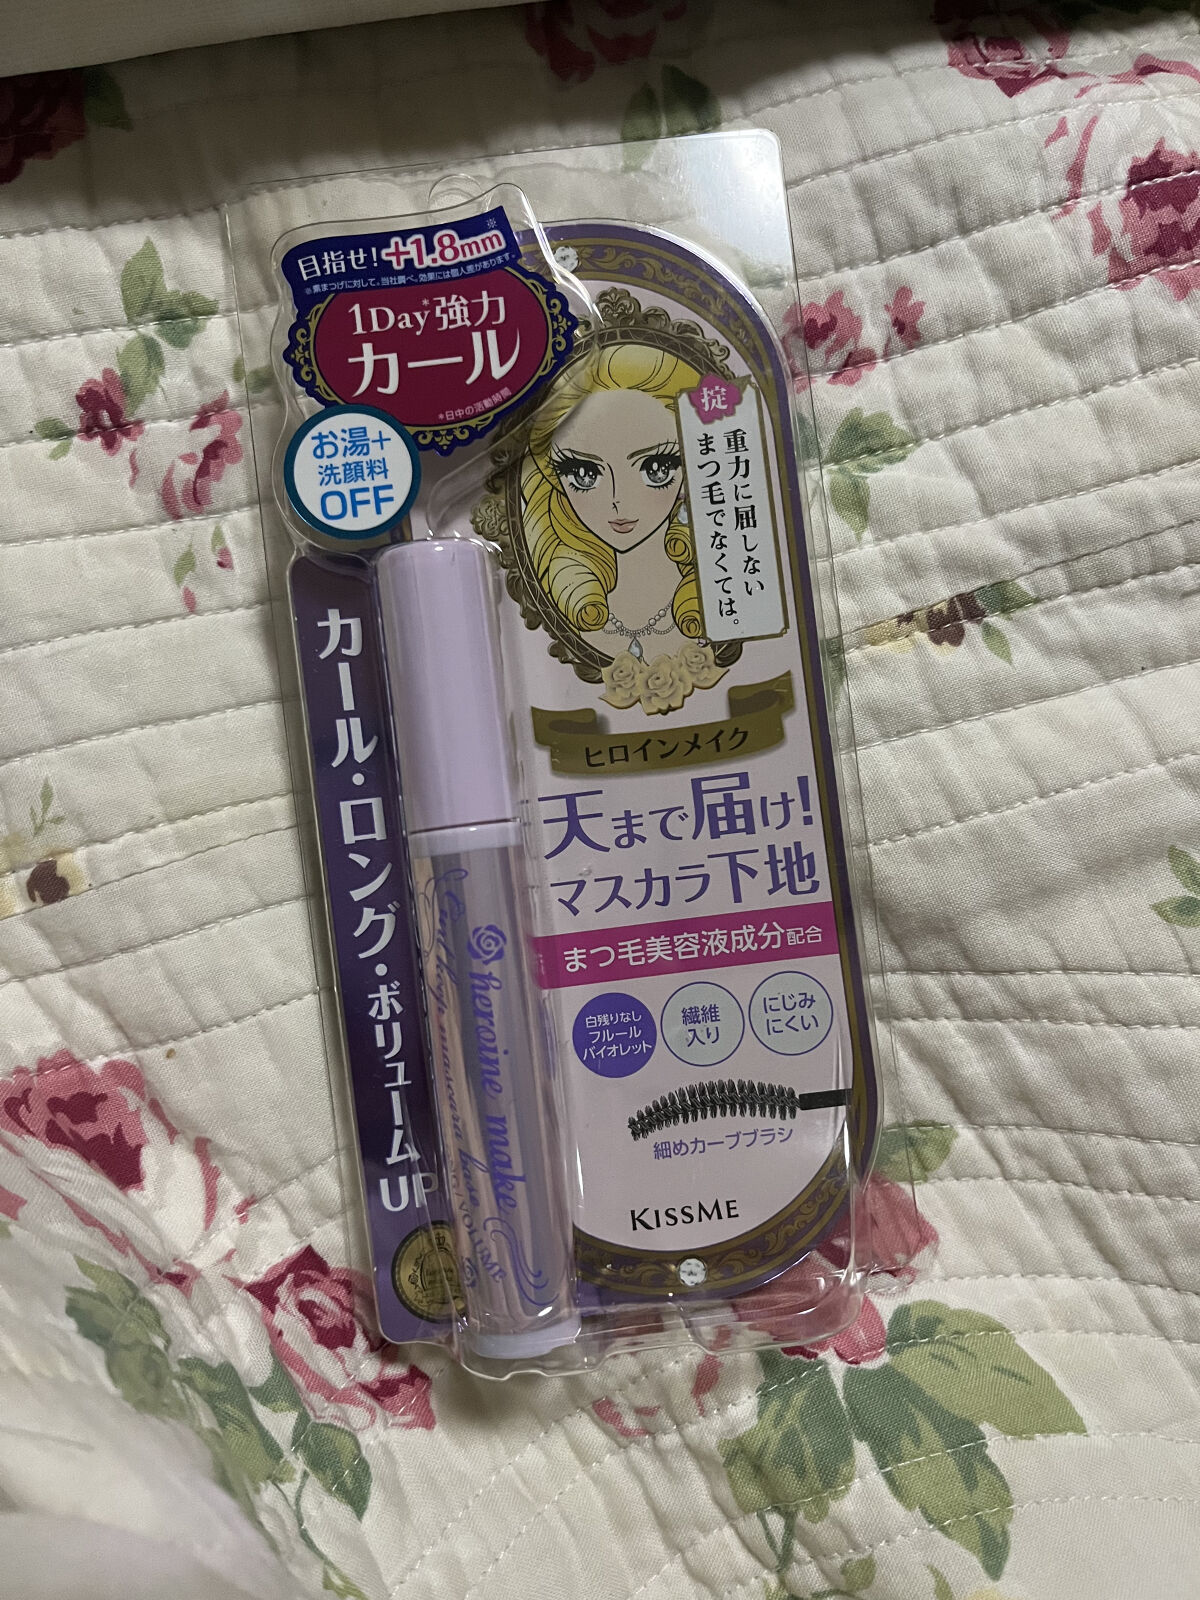 目指せ!+1.8mm※
※素まつげに対して。当社調べ。効果には個人差があります。
1Day*強力
カール
*日中の活動時間
お湯+
洗顔料
OFF
カール・ロング・ボリュームUP
掟
重力に屈しない
まつ毛でなくては。
ヒロインメイク
天まで届け!
マスカラ下地
まつ毛美容液成分配合
白残りなし
フルール
バイオレット
繊維
入り
にじみ
にくい
細めカーブブラシ
KISSME
heroine make
base
VOLUME